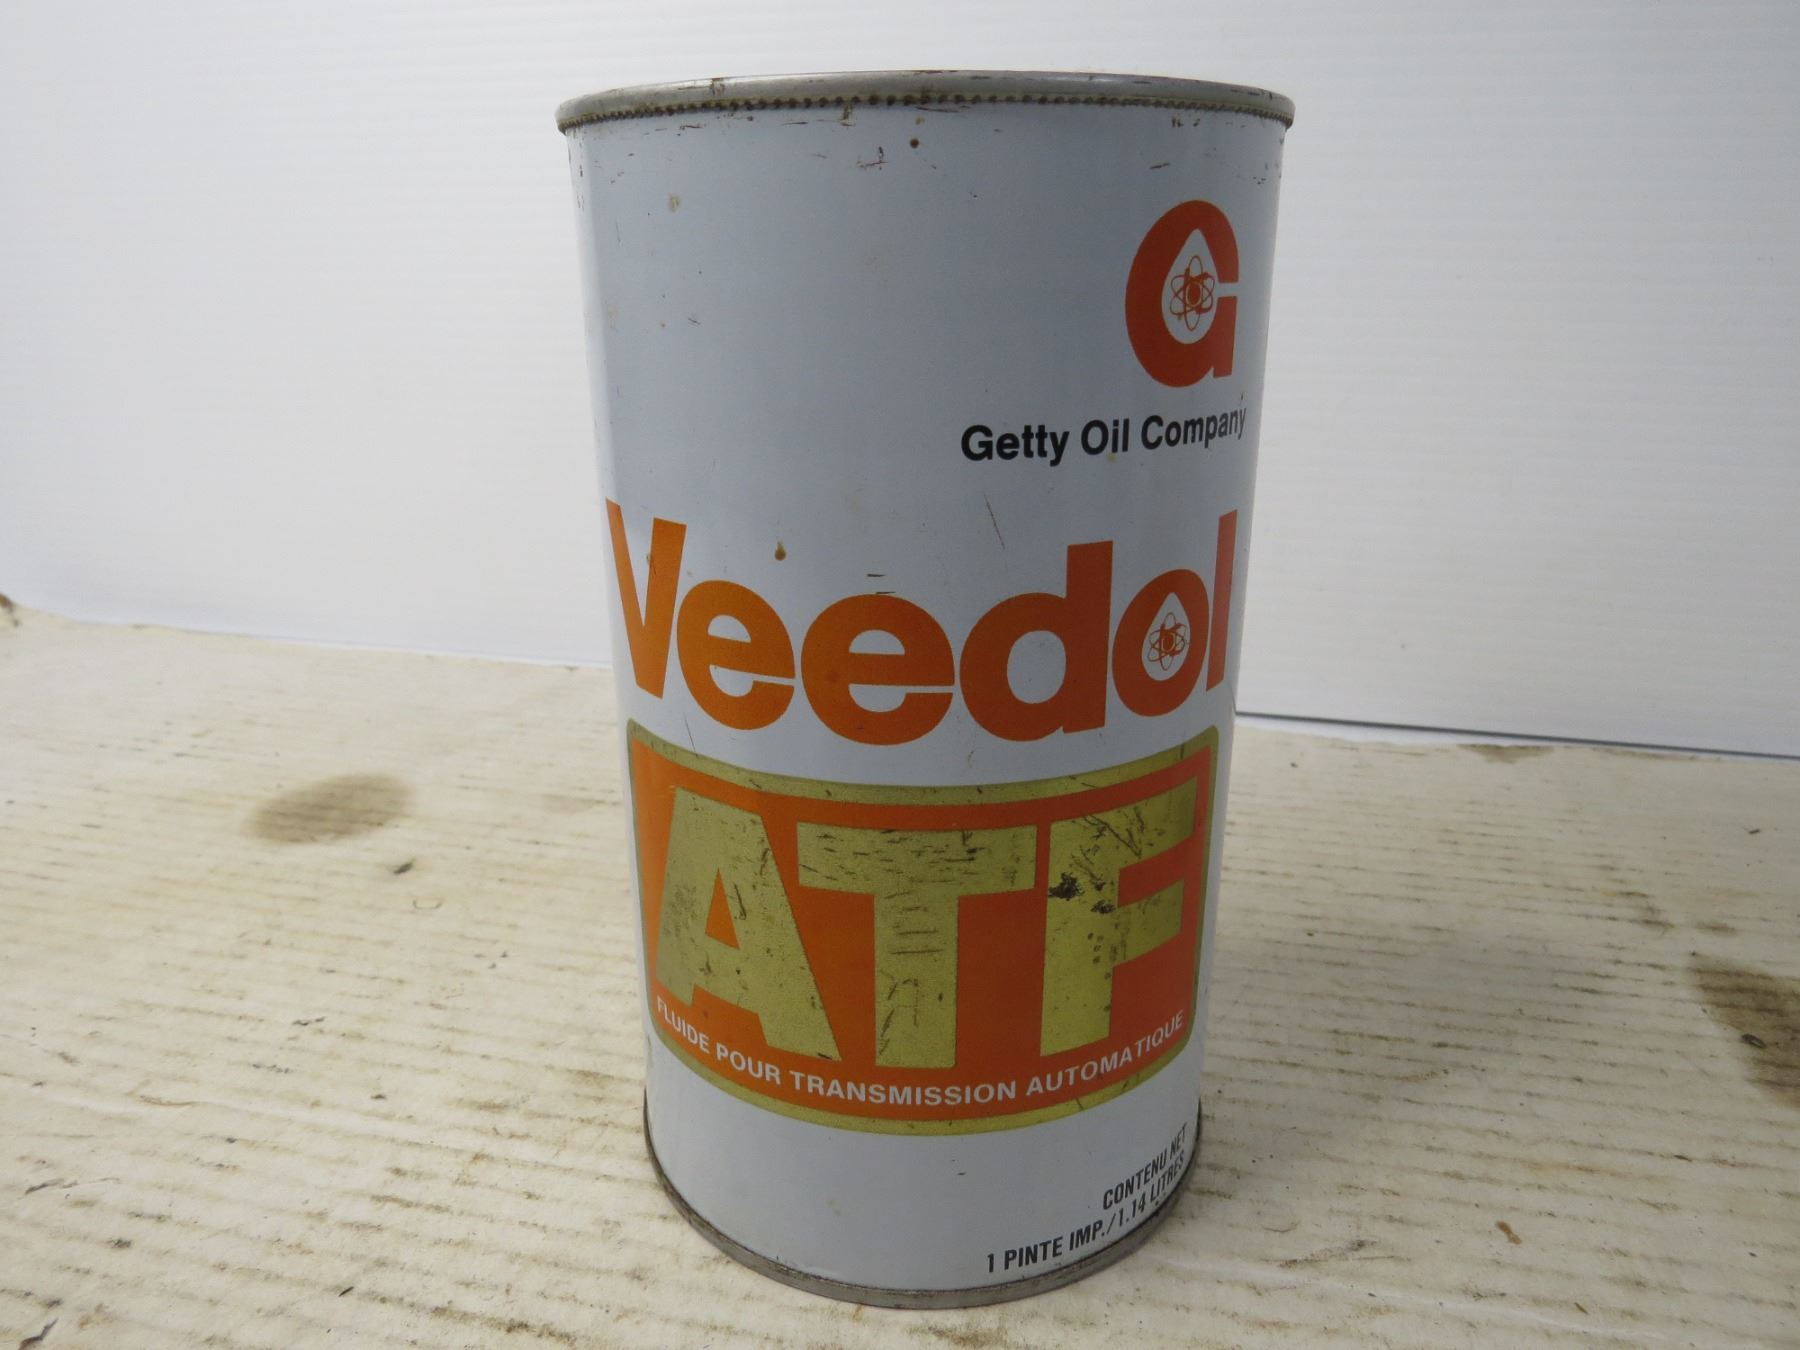 G
Getty Oil Company
Veedol
ATF
FLUIDE POUR TRANSMISSION AUTOMATIQUE
CONTENU NET
1 PINTE IMP./1.14 LITRES